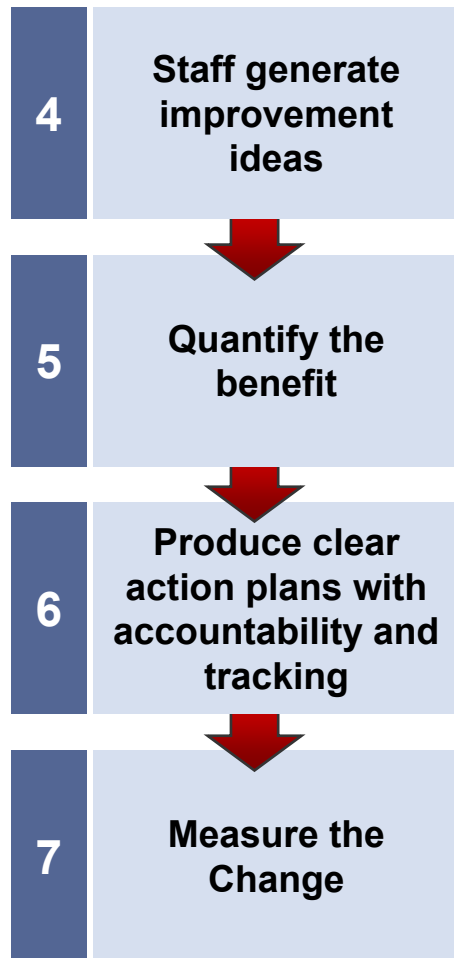 4
Staff generate
improvement
ideas
5
Quantify the
benefit
6
Produce clear
action plans with
accountability and
tracking
7
Measure the
Change